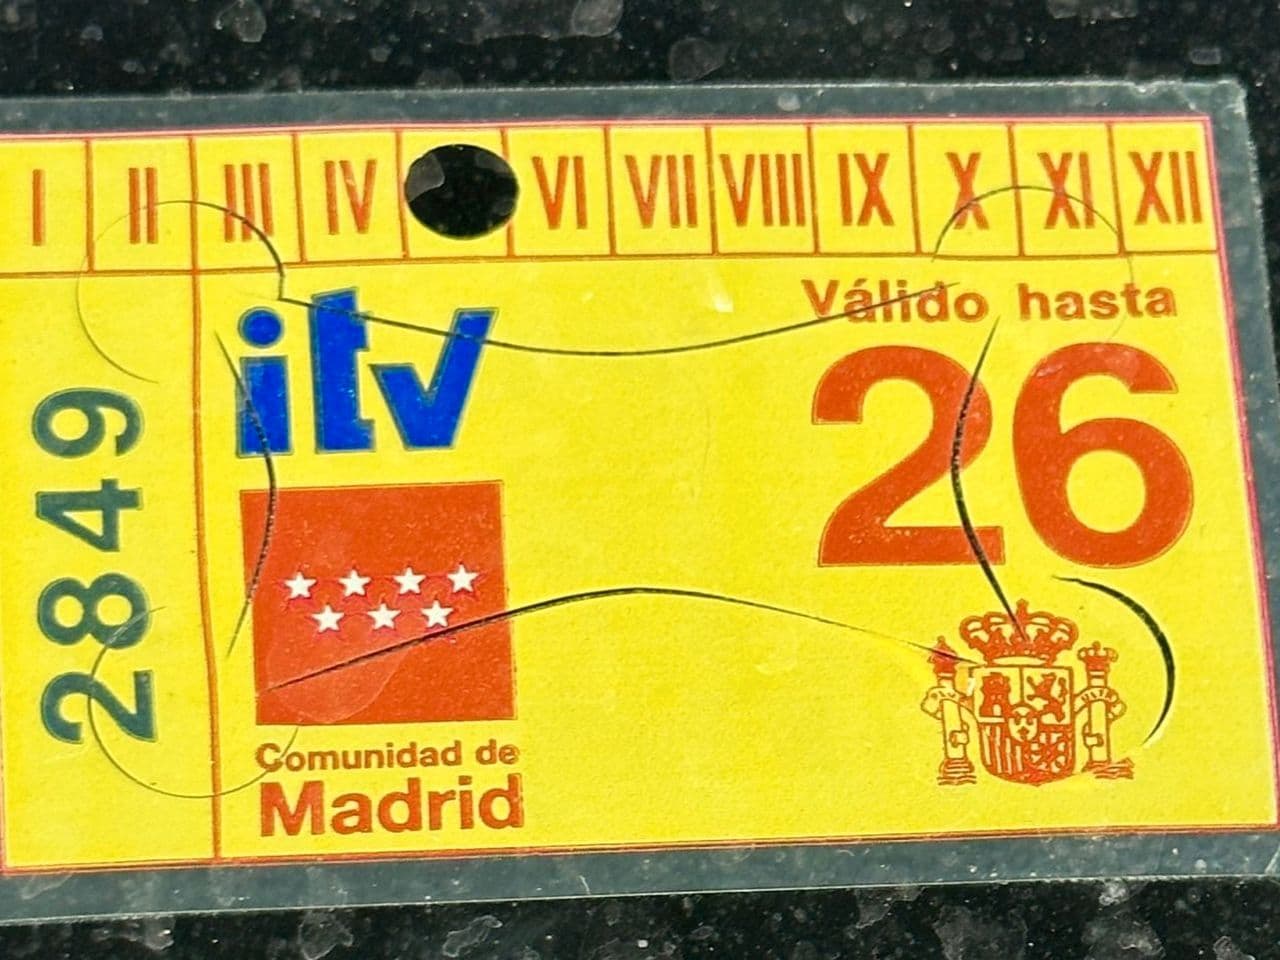 I II III IV VI VII VIII IX X XI XII
itv
Válido hasta
26
2849
Comunidad de
Madrid